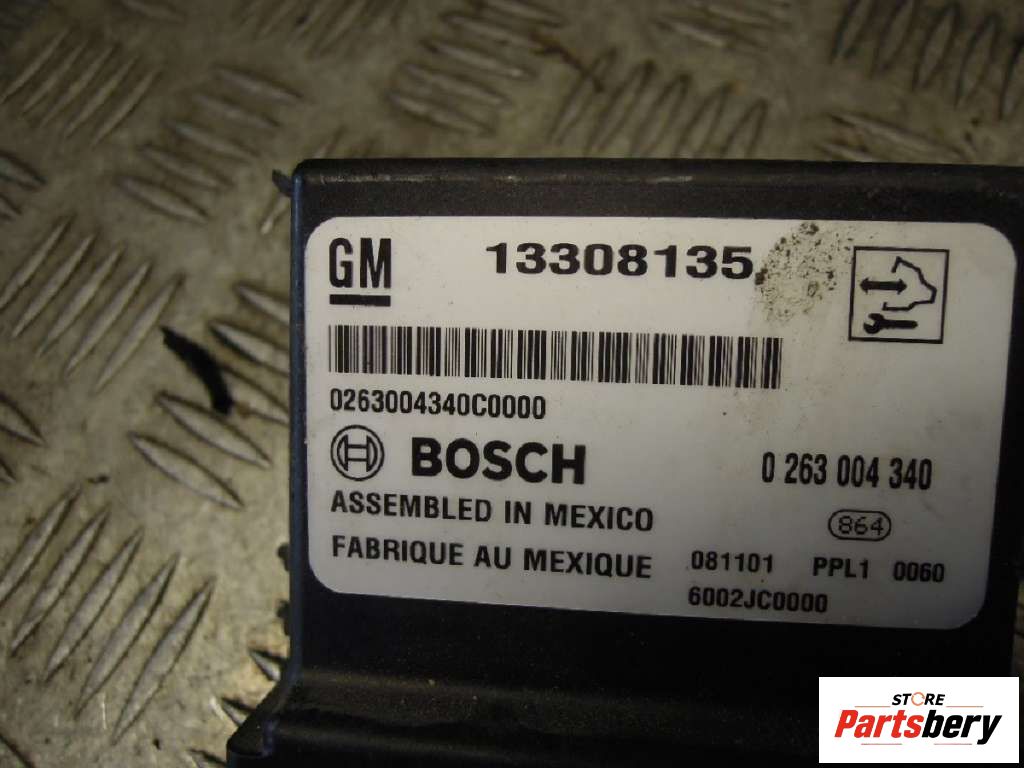 GM 13308135
0263004340C0000
BOSCH 0 263 004 340
ASSEMBLED IN MEXICO 864
FABRIQUE AU MEXIQUE 081101 PPL1 0060
6002JC0000
STORE
Partsbery